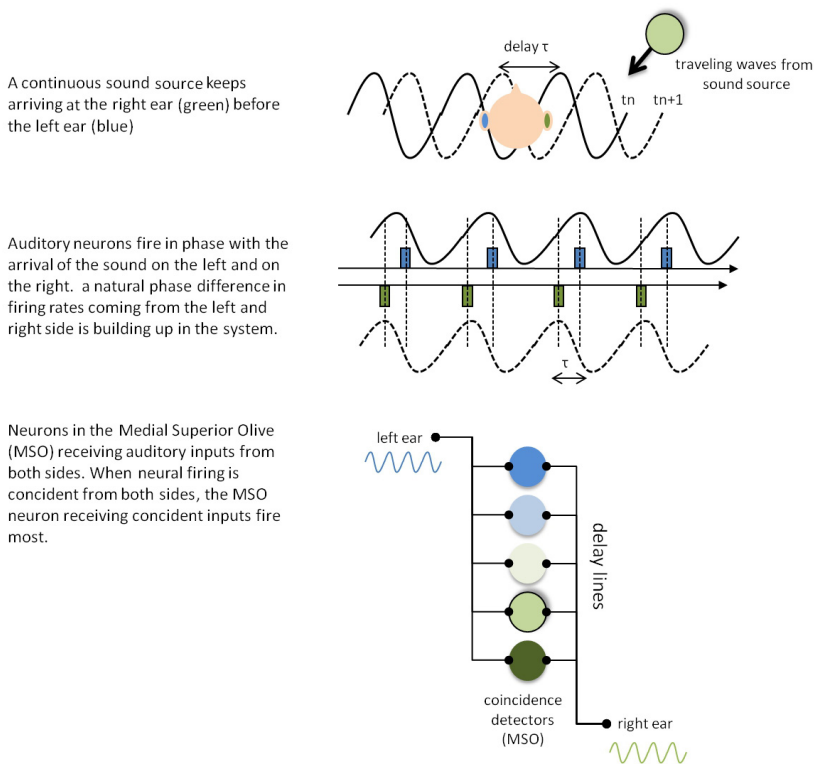 A continuous sound source keeps
arriving at the right ear (green) before
the left ear (blue)
delay τ
traveling waves from
sound source
tn
tn+1
Auditory neurons fire in phase with the
arrival of the sound on the left and on
the right. a natural phase difference in
firing rates coming from the left and
right side is building up in the system.
τ
Neurons in the Medial Superior Olive
(MSO) receiving auditory inputs from
both sides. When neural firing is
concident from both sides, the MSO
neuron receiving concident inputs fire
most.
left ear
delay lines
coincidence
detectors
(MSO)
right ear